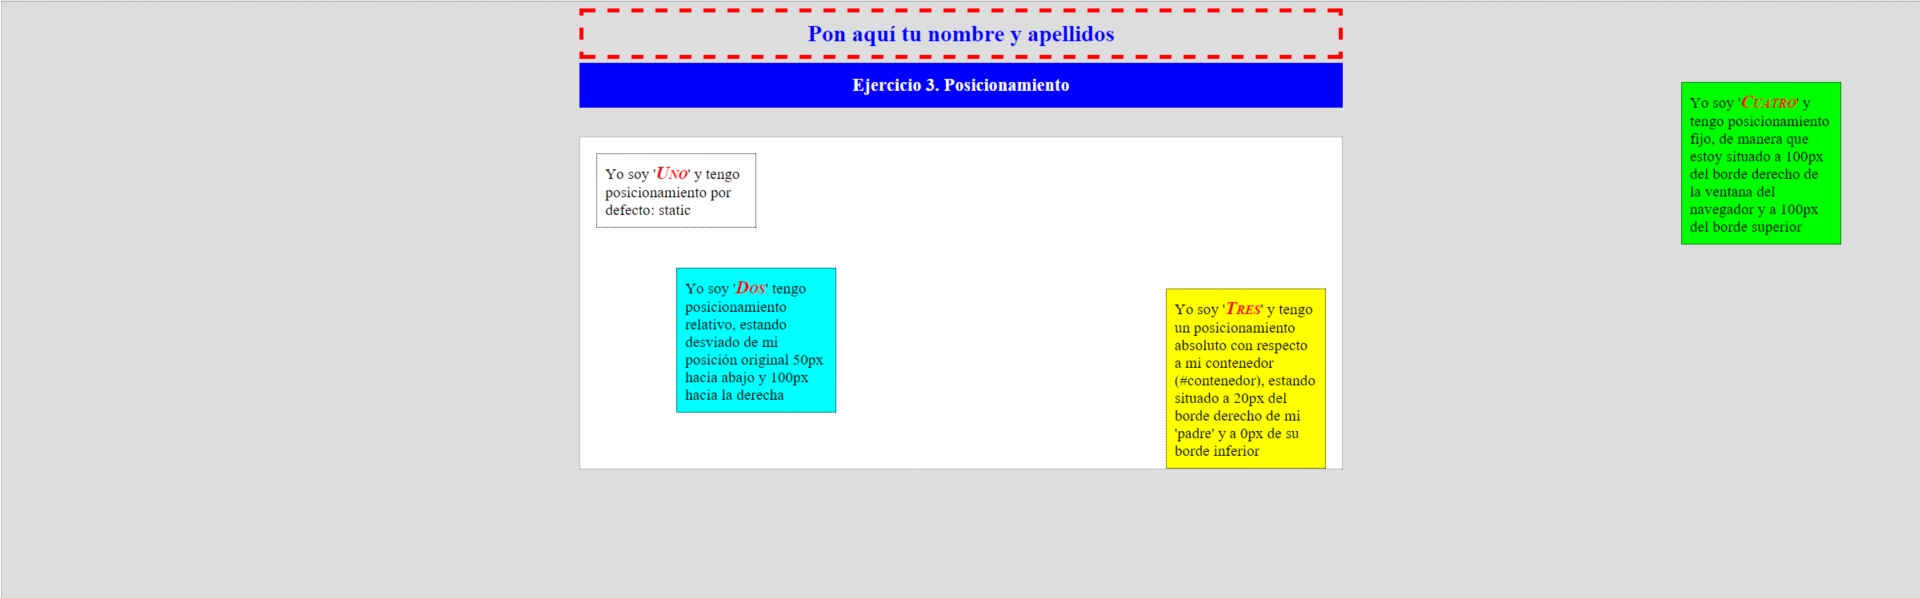 Pon aquí tu nombre y apellidos
Ejercicio 3. Posicionamiento
Yo soy 'Uno' y tengo
posicionamiento por
defecto: static
Yo soy 'Dos' tengo
posicionamiento
relativo, estando
desviado de mi
posición original 50px
hacia abajo y 100px
hacia la derecha
Yo soy 'Tres' y tengo
un posicionamiento
absoluto con respecto
a mi contenedor
(#contenedor), estando
situado a 20px del
borde derecho de mi
'padre' y a 0px de su
borde inferior
Yo soy 'Cuatro' y
tengo posicionamiento
fijo, de manera que
estoy situado a 100px
del borde derecho de
la ventana del
navegador y a 100px
del borde superior